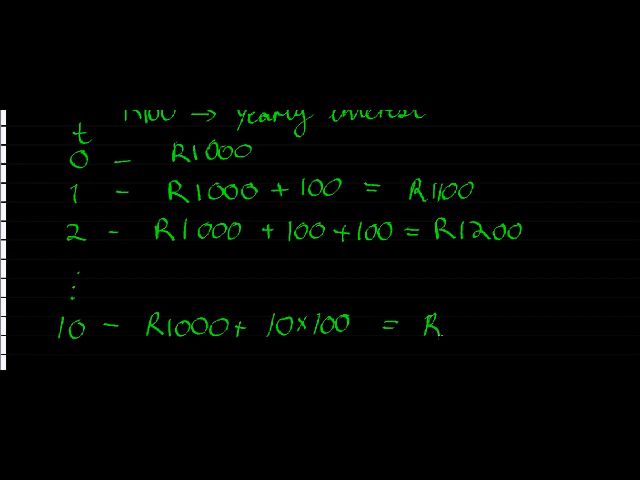 R100 → yearly interest
t
0 - R1000
1 - R1000 + 100 = R1100
2 - R1000 + 100 + 100 = R1200
⋮
10 - R1000 + 10×100 = R